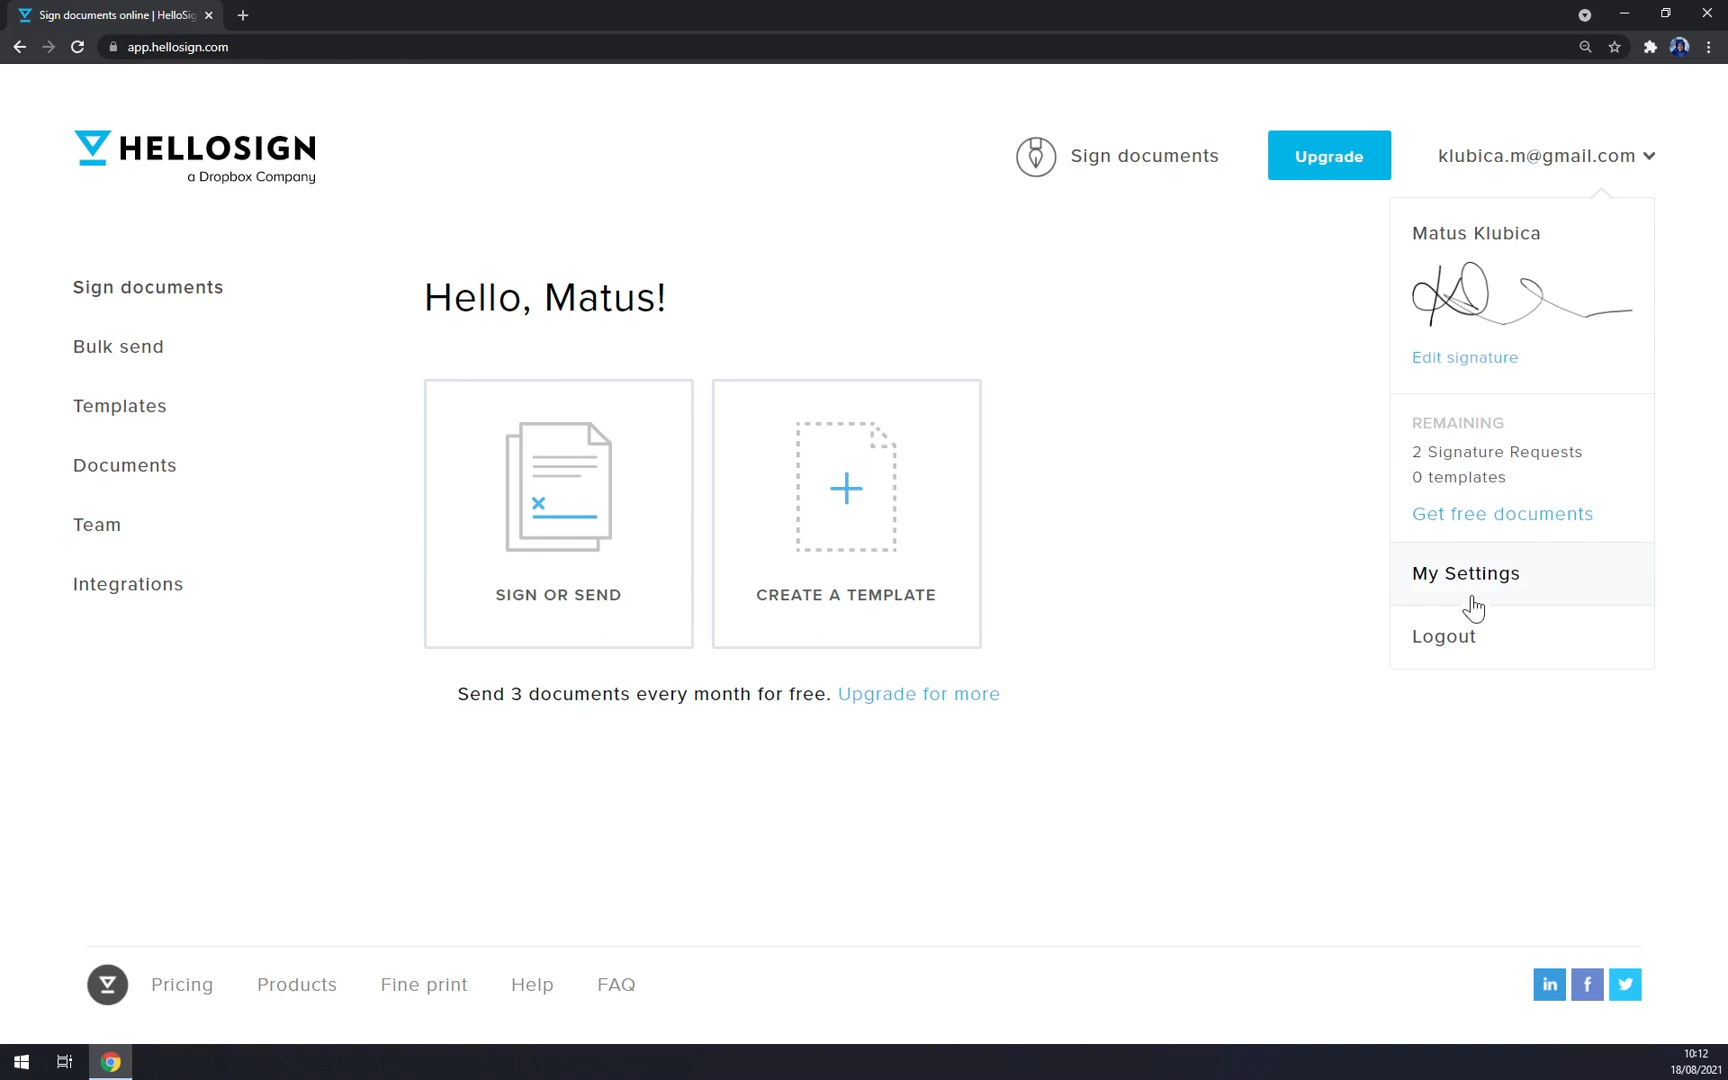 Sign documents online | HelloSig
app.hellosign.com
HELLOSIGN
a Dropbox Company
Sign documents
Upgrade
klubica.m@gmail.com
Matus Klubica
Edit signature
REMAINING
2 Signature Requests
0 templates
Get free documents
My Settings
Logout
Sign documents
Bulk send
Templates
Documents
Team
Integrations
Hello, Matus!
SIGN OR SEND
CREATE A TEMPLATE
Send 3 documents every month for free. Upgrade for more
Pricing
Products
Fine print
Help
FAQ
10:12
18/08/2021